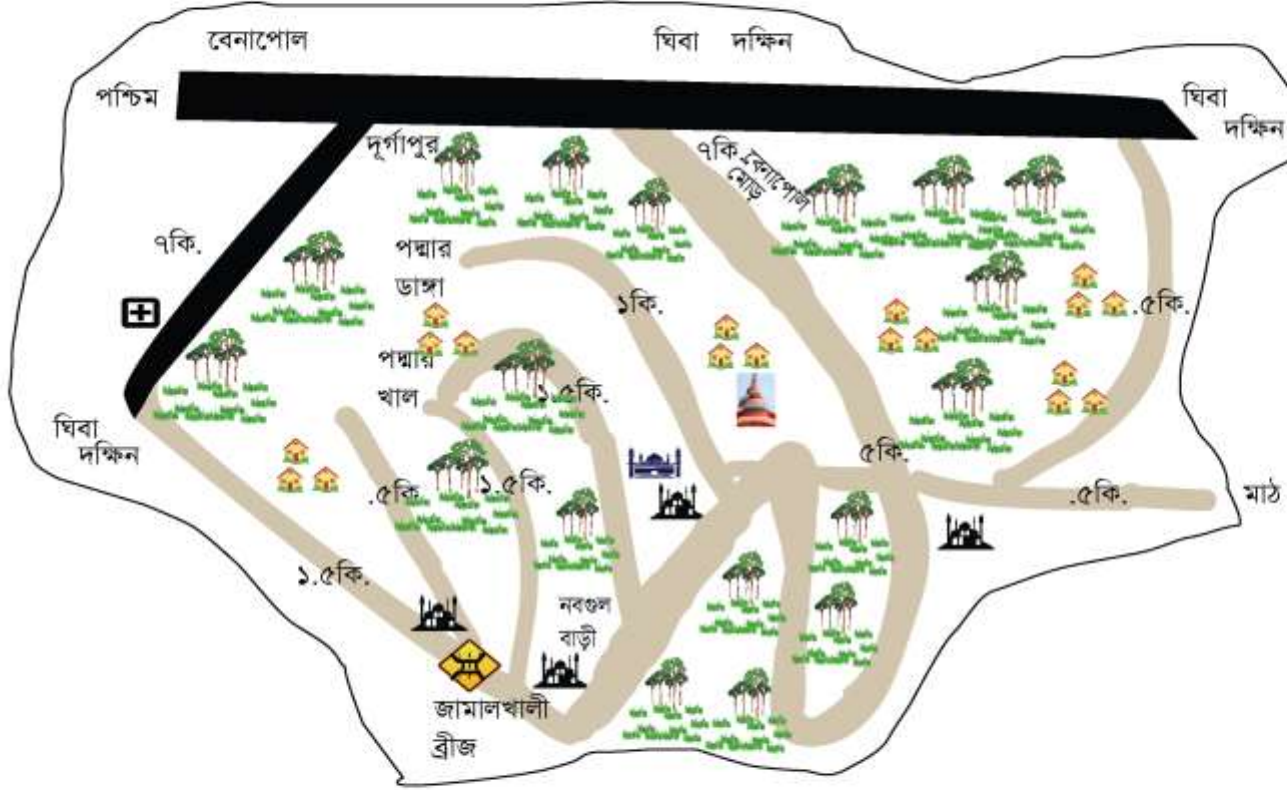 বেনাপোল
ঘিবা দক্ষিন
পশ্চিম
ঘিবা
দক্ষিন
দূর্গাপুর
৭কি.
বেনাপোল
মোড়
৭কি.
পদ্মার
ডাঙ্গা
১কি.
.৫কি.
পদ্মার
খাল
১.৫কি.
ঘিবা
দক্ষিন
৫কি.
.৫কি.
১.৫কি.
.৫কি.
মাঠ
১.৫কি.
নবগুল
বাড়ী
জামালখালী
ব্রীজ